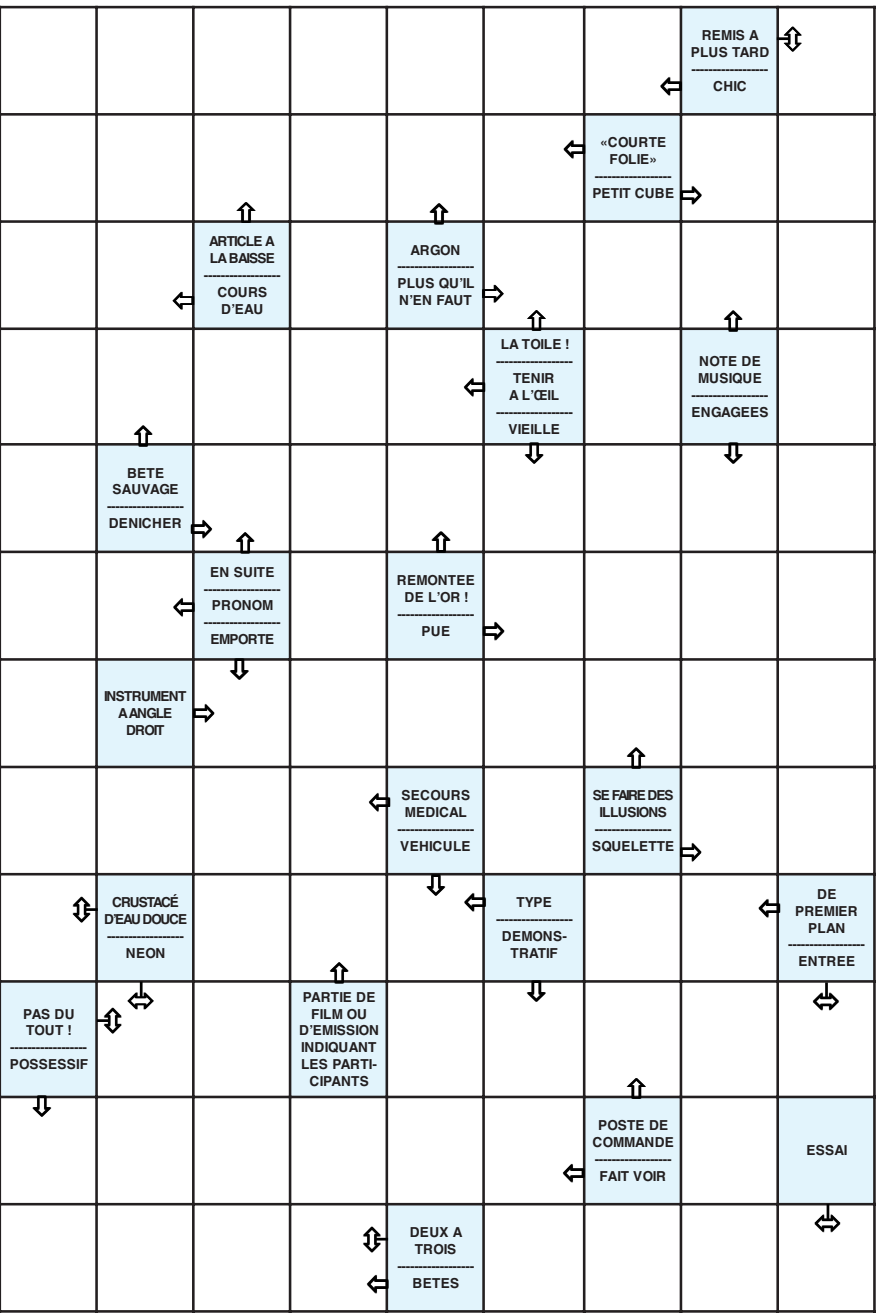 REMIS A
PLUS TARD
-------------------
CHIC
«COURTE
FOLIE»
-------------------
PETIT CUBE
ARTICLE A
LA BAISSE
-------------------
COURS
D'EAU
ARGON
-------------------
PLUS QU'IL
N'EN FAUT
LA TOILE !
-------------------
TENIR
A L'ŒIL
-------------------
VIEILLE
NOTE DE
MUSIQUE
-------------------
ENGAGEES
BETE
SAUVAGE
-------------------
DENICHER
EN SUITE
-------------------
PRONOM
-------------------
EMPORTE
REMONTEE
DE L'OR !
-------------------
PUE
INSTRUMENT
A ANGLE
DROIT
SECOURS
MEDICAL
-------------------
VEHICULE
SE FAIRE DES
ILLUSIONS
-------------------
SQUELETTE
CRUSTACÉ
D'EAU DOUCE
-------------------
NEON
TYPE
-------------------
DEMONS-
TRATIF
DE
PREMIER
PLAN
-------------------
ENTREE
PAS DU
TOUT !
-------------------
POSSESSIF
PARTIE DE
FILM OU
D'EMISSION
INDIQUANT
LES PARTI-
CIPANTS
POSTE DE
COMMANDE
-------------------
FAIT VOIR
ESSAI
DEUX A
TROIS
-------------------
BETES